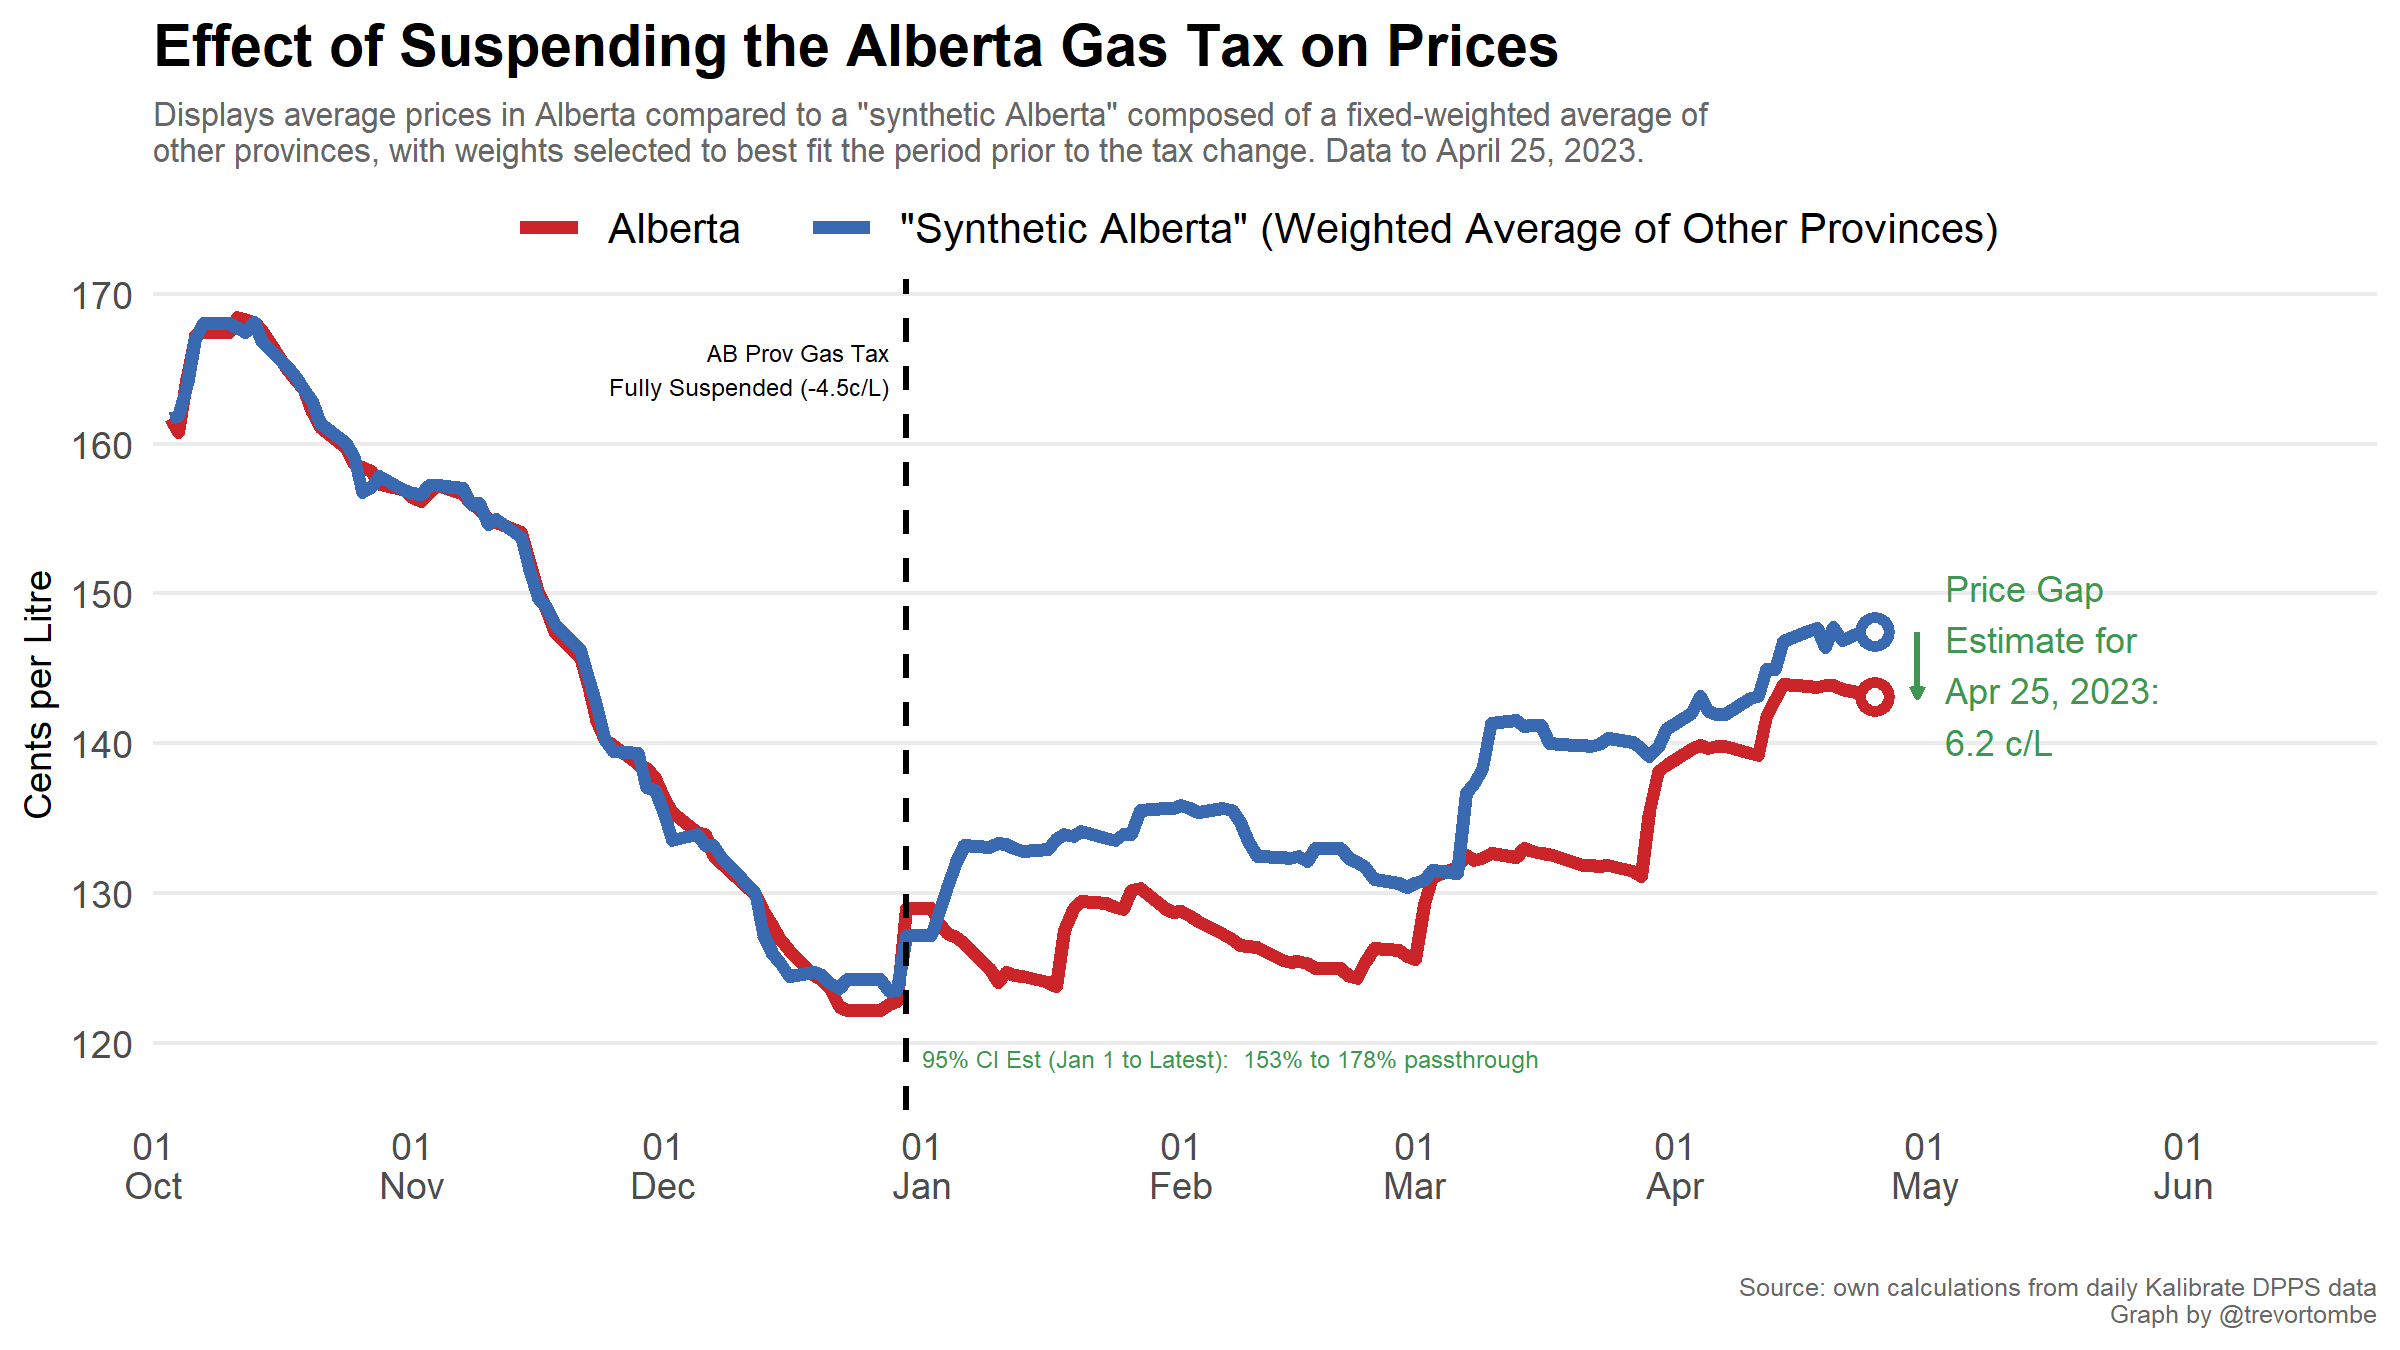 Effect of Suspending the Alberta Gas Tax on Prices
Displays average prices in Alberta compared to a "synthetic Alberta" composed of a fixed-weighted average of
other provinces, with weights selected to best fit the period prior to the tax change. Data to April 25, 2023.
Alberta
"Synthetic Alberta" (Weighted Average of Other Provinces)
170
160
150
140
130
120
Cents per Litre
AB Prov Gas Tax
Fully Suspended (-4.5c/L)
Price Gap
Estimate for
Apr 25, 2023:
6.2 c/L
95% CI Est (Jan 1 to Latest):  153% to 178% passthrough
01 01 01 01 01 01 01 01 01
Oct Nov Dec Jan Feb Mar Apr May Jun
Source: own calculations from daily Kalibrate DPPS data
Graph by @trevortombe